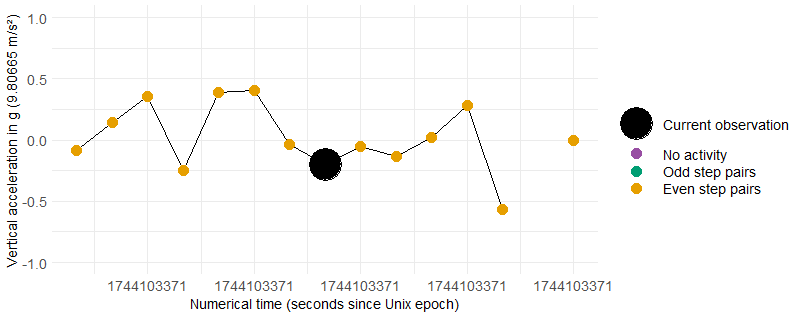 Vertical acceleration in g (9.80665 m/s²)
1.0
0.5
0.0
-0.5
-1.0
1744103371 1744103371 1744103371 1744103371 1744103371
Numerical time (seconds since Unix epoch)
Current observation
No activity
Odd step pairs
Even step pairs